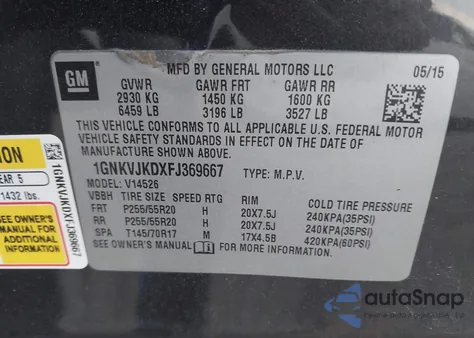 GM
MFD BY GENERAL MOTORS LLC 05/15
GVWR GAWR FRT GAWR RR
2930 KG 1450 KG 1600 KG
6459 LB 3196 LB 3527 LB
THIS VEHICLE CONFORMS TO ALL APPLICABLE U.S. FEDERAL MOTOR
VEHICLE SAFETY STANDARDS IN EFFECT ON THE DATE OF
MANUFACTURE SHOWN ABOVE.
1GNKVJKDXFJ369667 TYPE: M.P.V.
MODEL: V14526
VBBH TIRE SIZE SPEED RTG RIM COLD TIRE PRESSURE
FRT P255/55R20 H 20X7.5J 240KPA(35PSI)
RR P255/55R20 H 20X7.5J 240KPA(35PSI)
SPA T145/70R17 M 17X4.5B 420KPA(60PSI)
SEE OWNER'S MANUAL FOR MORE INFORMATION.
ION
EAR 5
1432 lbs.
SEE OWNER'S
MANUAL FOR
ADDITIONAL
INFORMATION
1GNKVJKDXFJ369667
autoSnap